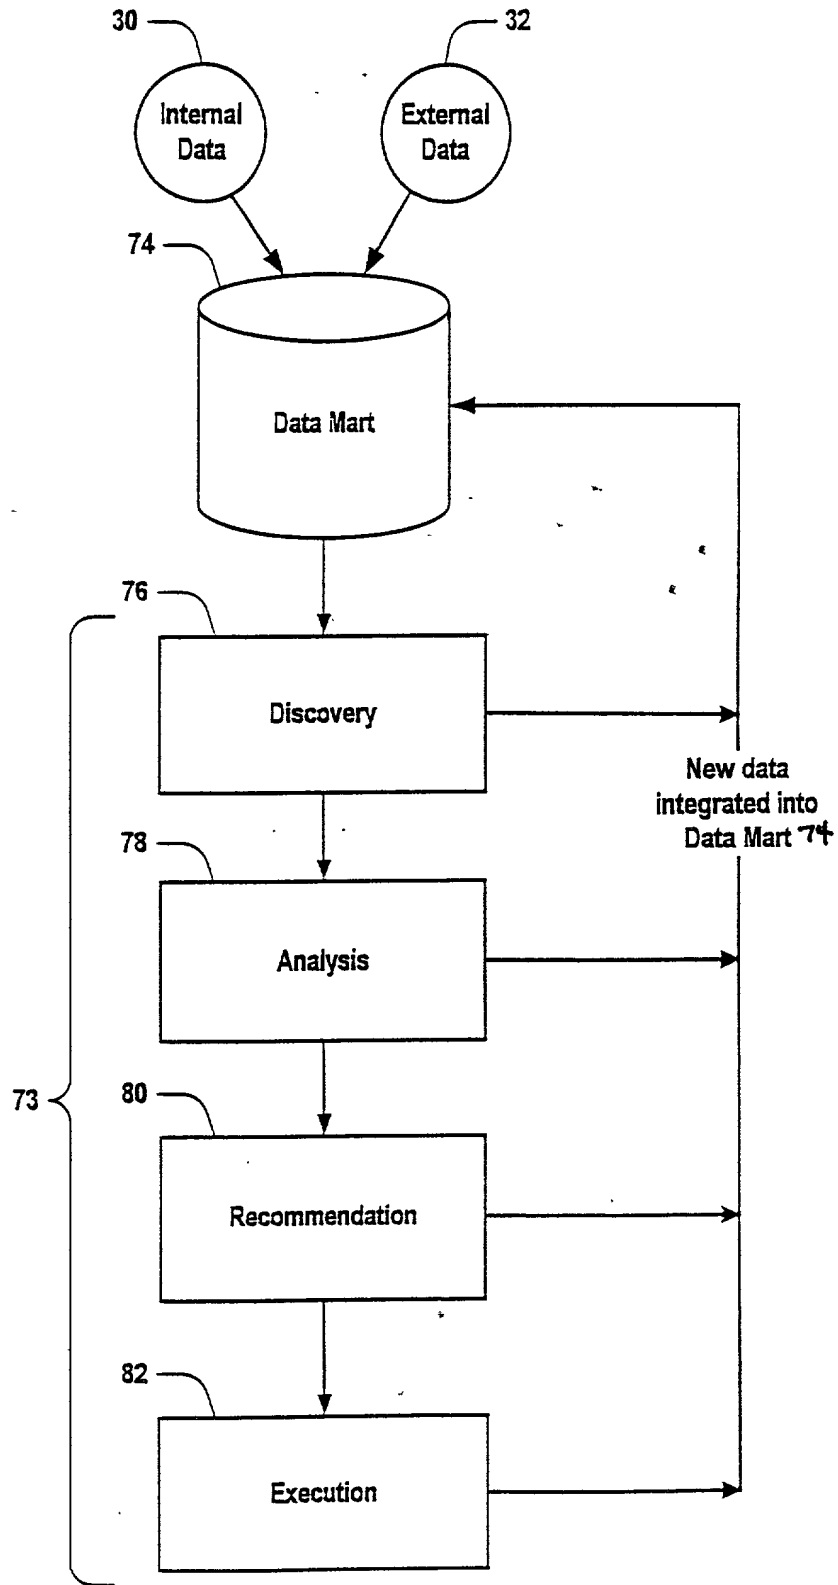 30
32
Internal
Data
External
Data
74
Data Mart
76
Discovery
New data
integrated into
Data Mart 74
78
Analysis
73
80
Recommendation
82
Execution